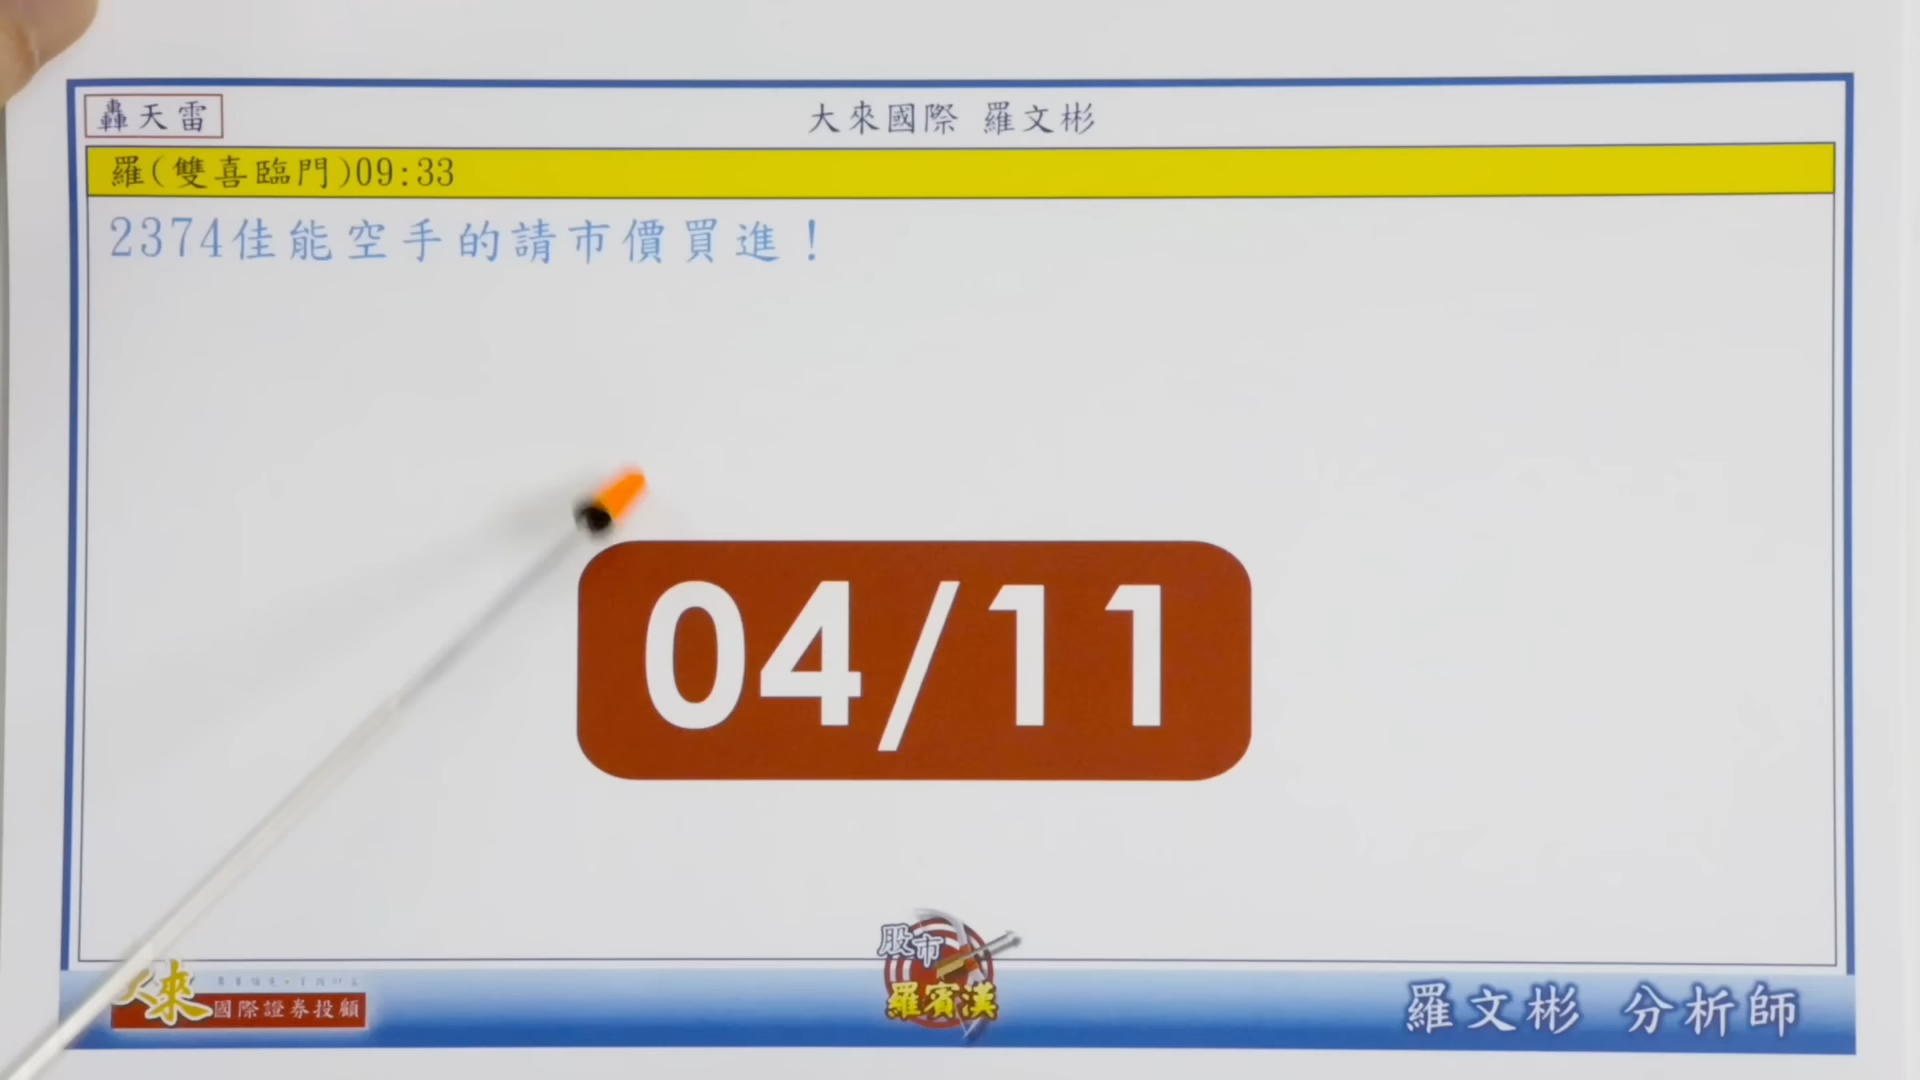 轟天雷
大來國際 羅文彬
羅(雙喜臨門)09:33
2374佳能空手的請市價買進！
04/11
大來
國際證券投顧
股市
羅賓漢
羅文彬 分析師